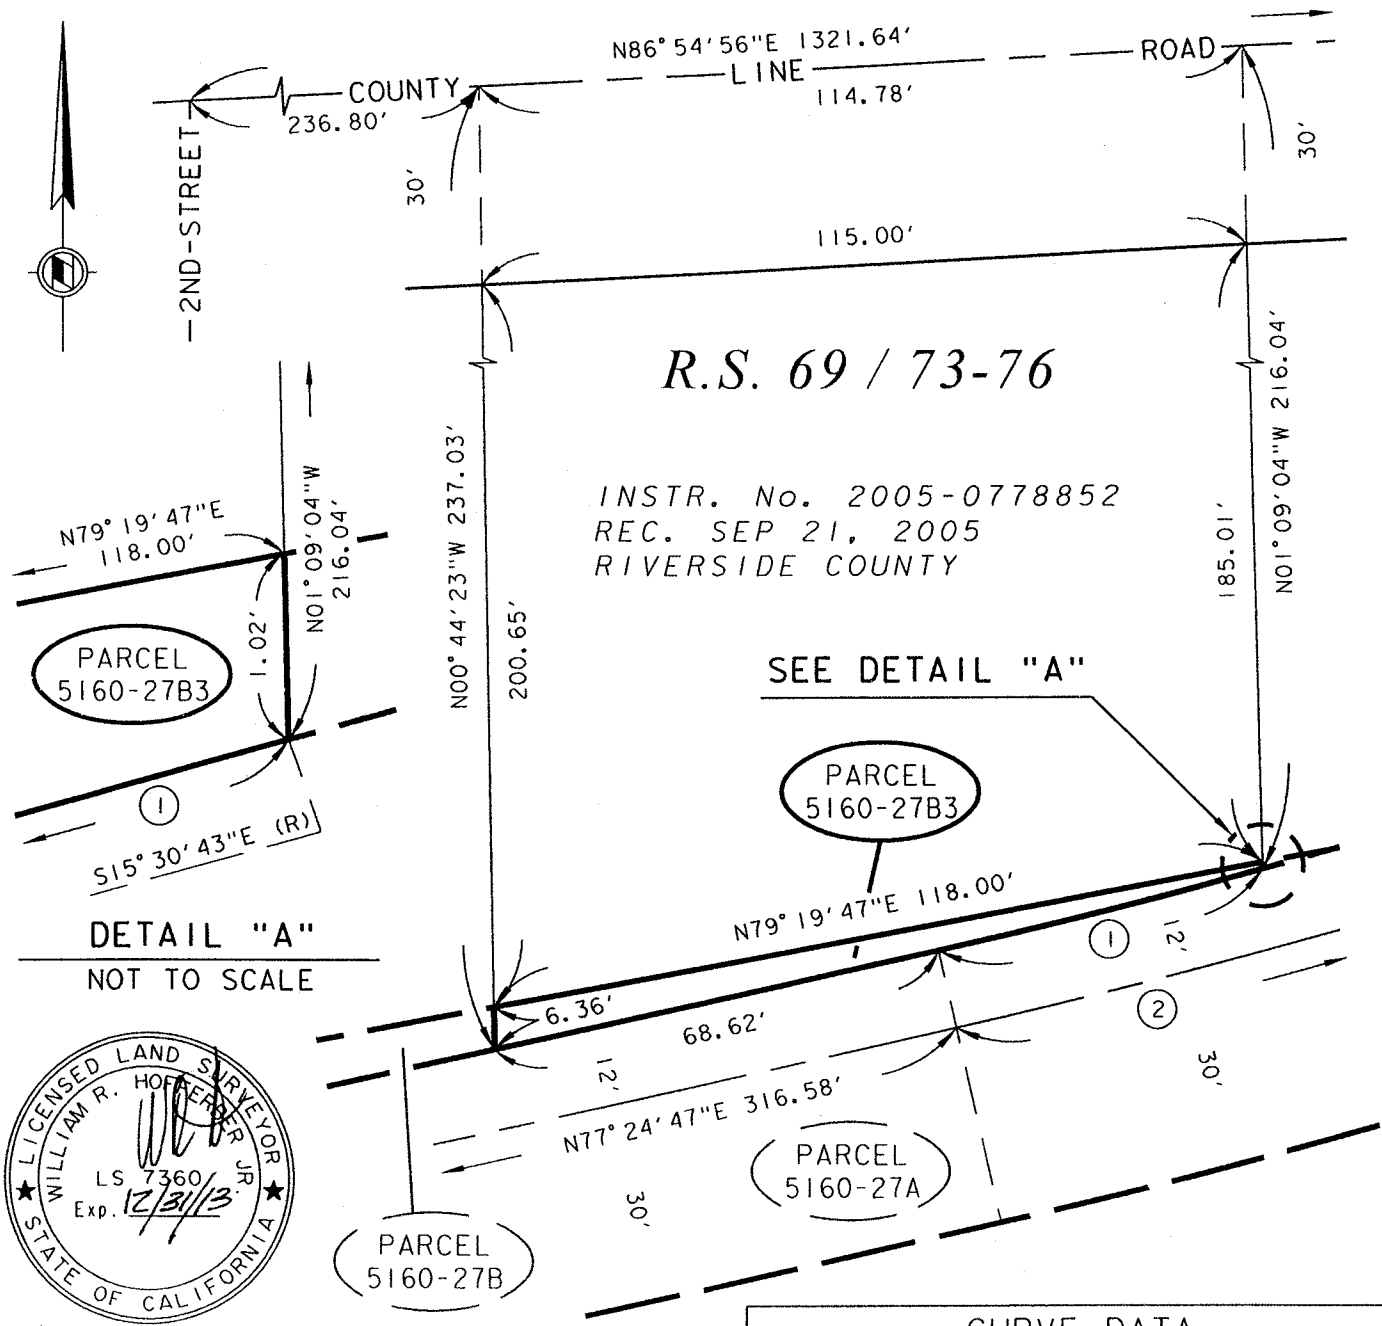 N86°54'56"E 1321.64'
COUNTY LINE ROAD
236.80'
114.78'
30'
30'
2ND-STREET
115.00'
R.S. 69 / 73-76
INSTR. No. 2005-0778852
REC. SEP 21, 2005
RIVERSIDE COUNTY
N00°44'23"W 237.03'
200.65'
185.01'
N01°09'04"W 216.04'
N79°19'47"E
118.00'
N01°09'04"W
216.04'
1.02'
PARCEL
5160-27B3
1
S15°30'43"E (R)
DETAIL "A"
NOT TO SCALE
SEE DETAIL "A"
PARCEL
5160-27B3
N79°19'47"E 118.00'
1
12'
2
6.36'
68.62'
12'
30'
N77°24'47"E 316.58'
PARCEL
5160-27A
30'
PARCEL
5160-27B
LICENSED LAND SURVEYOR
WILLIAM R. HOFFERBER JR.
LS 7360
Exp. 12/31/13
STATE OF CALIFORNIA
CURVE DATA